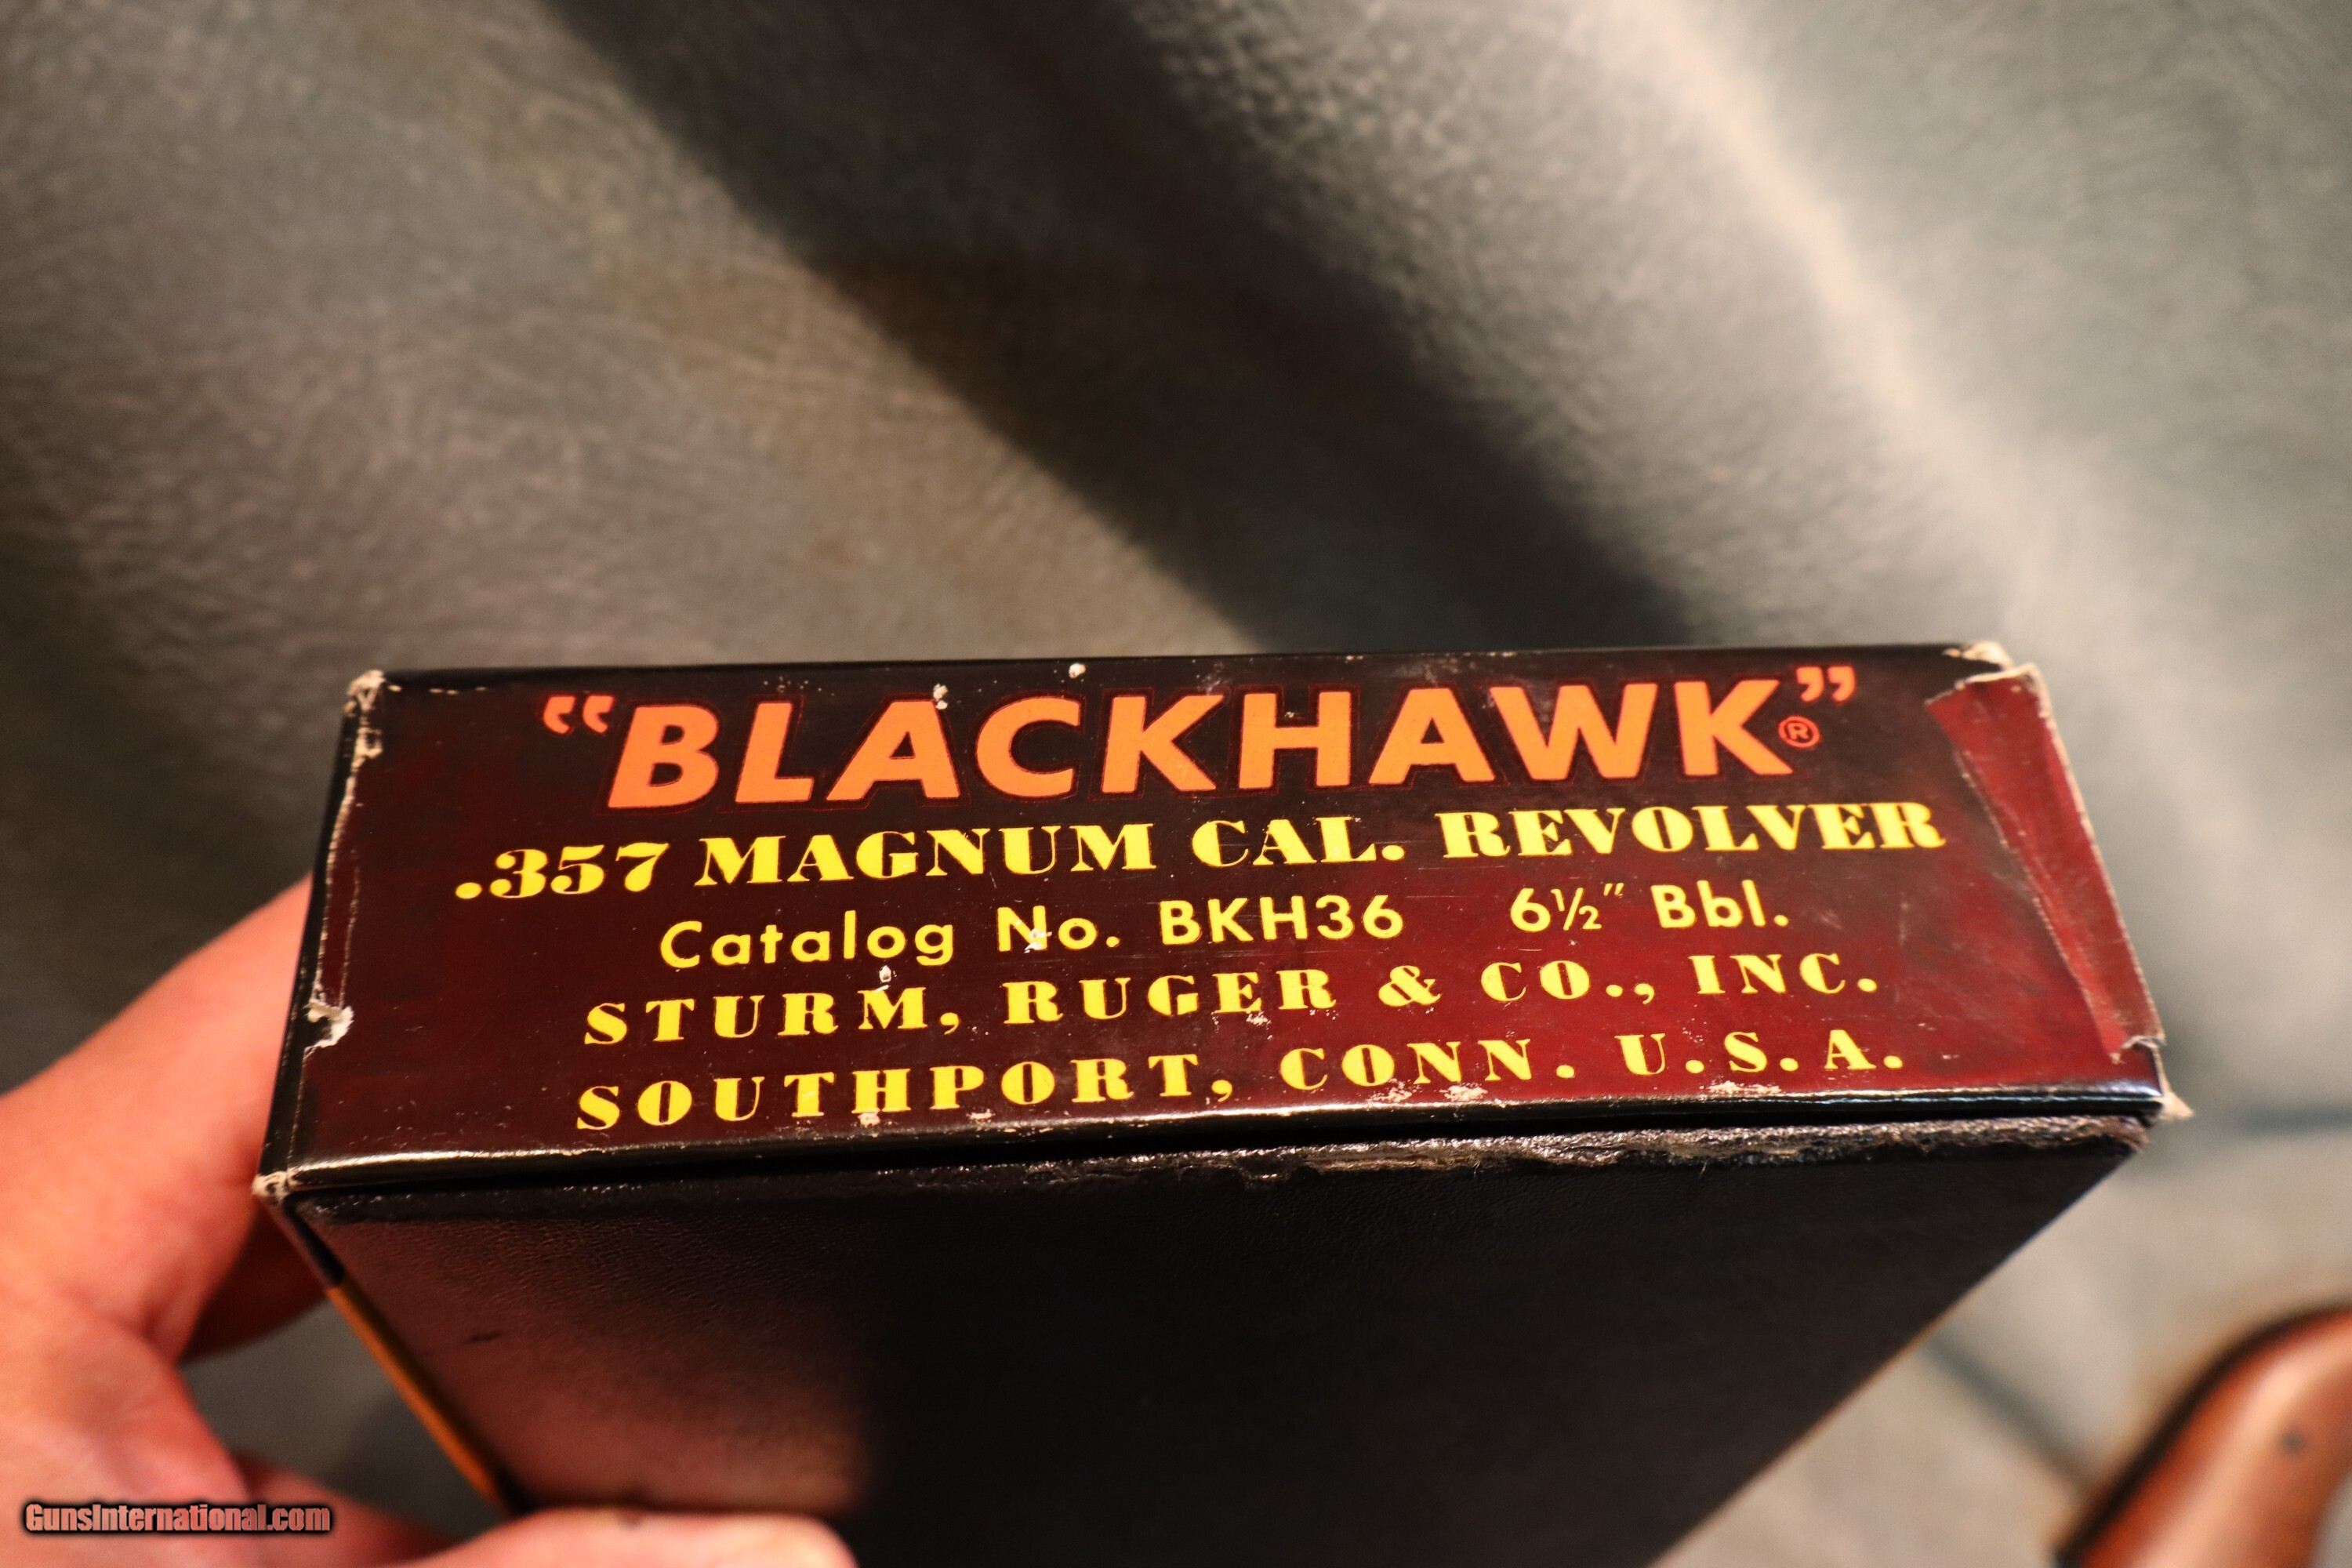 “BLACKHAWK”®
.357 MAGNUM CAL. REVOLVER
Catalog No. BKH36 6½" Bbl.
STURM, RUGER & CO., INC.
SOUTHPORT, CONN. U.S.A.
GunsInternational.com